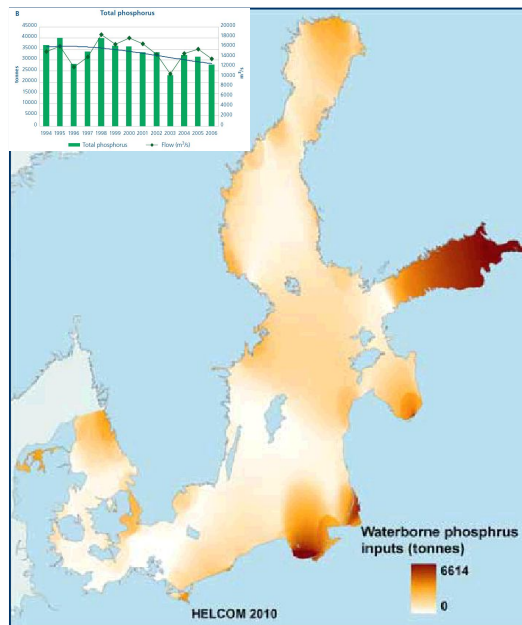 B
Total phosphorus
45000
40000
35000
30000
25000
20000
15000
10000
5000
0
tonnes
20000
18000
16000
14000
12000
10000
8000
6000
4000
2000
0
m³/s
1994 1995 1996 1997 1998 1999 2000 2001 2002 2003 2004 2005 2006
Total phosphorus Flow (m³/s)
Waterborne phosphrus
inputs (tonnes)
6614
0
HELCOM 2010